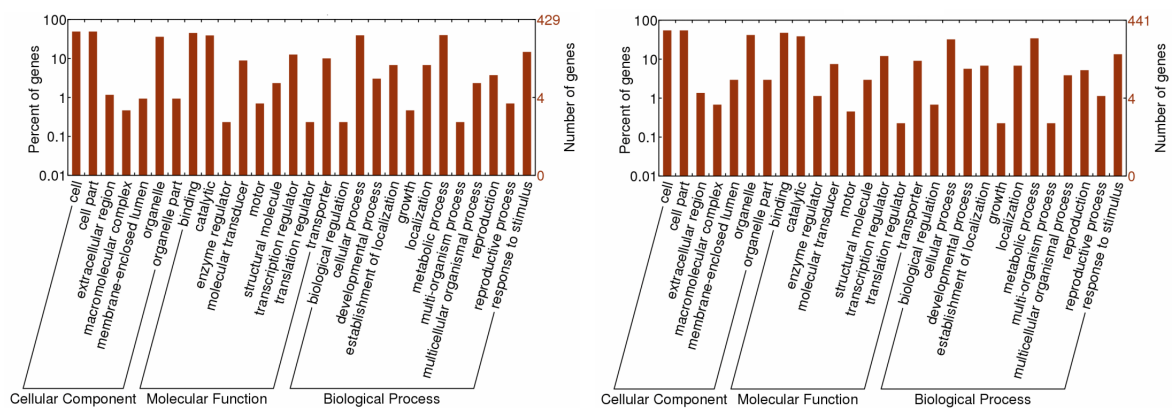 100
10
1
0.1
0.01
Percent of genes
429
4
0
Number of genes
cell
cell part
extracellular region
macromolecular complex
membrane-enclosed lumen
organelle
organelle part
binding
catalytic
enzyme regulator
molecular transducer
motor
structural molecule
transcription regulator
translation regulator
transporter
biological regulation
cellular process
developmental process
establishment of localization
growth
localization
metabolic process
multi-organism process
multicellular organismal process
reproduction
reproductive process
response to stimulus
Cellular Component
Molecular Function
Biological Process
100
10
1
0.1
0.01
Percent of genes
441
4
0
Number of genes
cell
cell part
extracellular region
macromolecular complex
membrane-enclosed lumen
organelle
organelle part
binding
catalytic
enzyme regulator
molecular transducer
motor
structural molecule
transcription regulator
translation regulator
transporter
biological regulation
cellular process
developmental process
establishment of localization
growth
localization
metabolic process
multi-organism process
multicellular organismal process
reproduction
reproductive process
response to stimulus
Cellular Component
Molecular Function
Biological Process